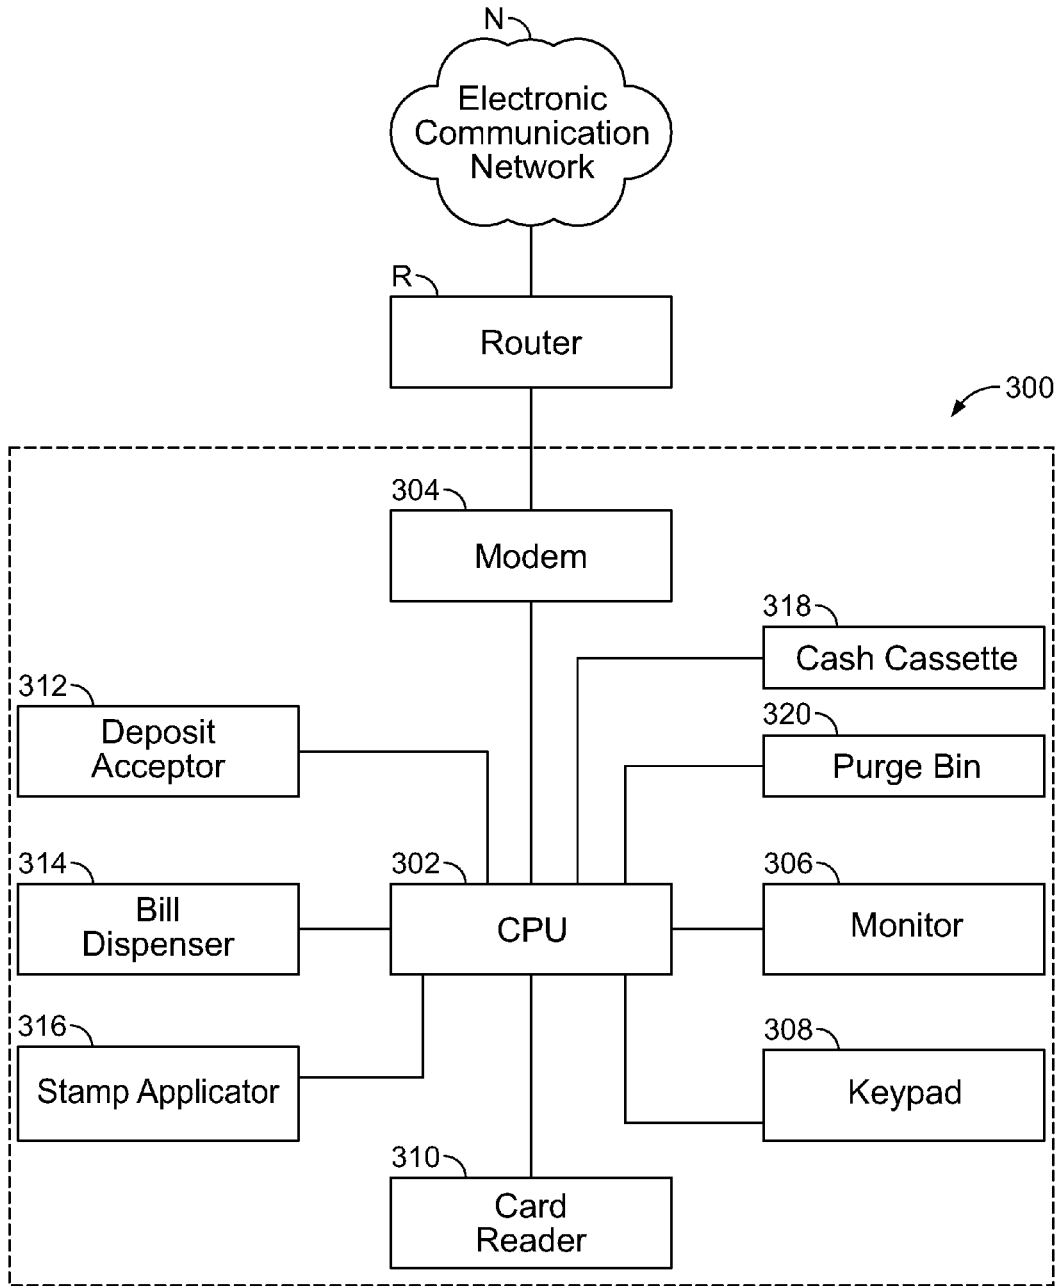 N
Electronic
Communication
Network
R
Router
300
304
Modem
318
Cash Cassette
312
Deposit
Acceptor
320
Purge Bin
314
Bill
Dispenser
302
CPU
306
Monitor
316
Stamp Applicator
308
Keypad
310
Card
Reader